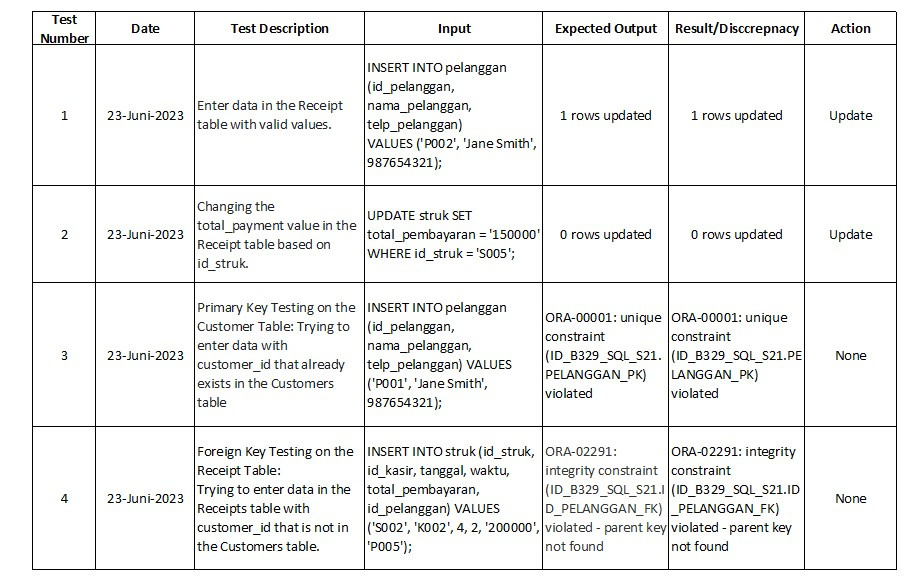 Test Number
Date
Test Description
Input
Expected Output
Result/Disccrepnacy
Action
1
23-Juni-2023
Enter data in the Receipt
table with valid values.
INSERT INTO pelanggan
(id_pelanggan,
nama_pelanggan,
telp_pelanggan)
VALUES ('P002', 'Jane Smith',
987654321);
1 rows updated
1 rows updated
Update
2
23-Juni-2023
Changing the
total_payment value in the
Receipt table based on
id_struk.
UPDATE struk SET
total_pembayaran = '150000'
WHERE id_struk = 'S005';
0 rows updated
0 rows updated
Update
3
23-Juni-2023
Primary Key Testing on the
Customer Table: Trying to
enter data with
customer_id that already
exists in the Customers
table
INSERT INTO pelanggan
(id_pelanggan,
nama_pelanggan,
telp_pelanggan) VALUES
('P001', 'Jane Smith',
987654321);
ORA-00001: unique
constraint
(ID_B329_SQL_S21.
PELANGGAN_PK)
violated
ORA-00001: unique
constraint
(ID_B329_SQL_S21.PE
LANGGAN_PK)
violated
None
4
23-Juni-2023
Foreign Key Testing on the
Receipt Table:
Trying to enter data in the
Receipts table with
customer_id that is not in
the Customers table.
INSERT INTO struk (id_struk,
id_kasir, tanggal, waktu,
total_pembayaran,
id_pelanggan) VALUES
('S002', 'K002', 4, 2, '200000',
'P005');
ORA-02291:
integrity constraint
(ID_B329_SQL_S21.I
D_PELANGGAN_FK)
violated - parent key
not found
ORA-02291: integrity
constraint
(ID_B329_SQL_S21.ID
_PELANGGAN_FK)
violated - parent key
not found
None